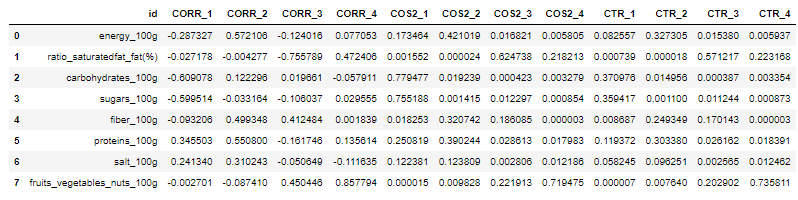 id CORR_1 CORR_2 CORR_3 CORR_4 COS2_1 COS2_2 COS2_3 COS2_4 CTR_1 CTR_2 CTR_3 CTR_4
0 energy_100g -0.287327 0.572106 -0.124016 0.077053 0.173464 0.421019 0.016821 0.005805 0.082557 0.327305 0.015380 0.005937
1 ratio_saturatedfat_fat(%) -0.027178 -0.004277 -0.755789 0.472406 0.001552 0.000024 0.624738 0.218213 0.000739 0.000018 0.571217 0.223168
2 carbohydrates_100g -0.609078 0.122296 0.019661 -0.057911 0.779477 0.019239 0.000423 0.003279 0.370976 0.014956 0.000387 0.003354
3 sugars_100g -0.599514 -0.033164 -0.106037 0.029555 0.755188 0.001415 0.012297 0.000854 0.359417 0.001100 0.011244 0.000873
4 fiber_100g -0.093206 0.499348 0.412484 0.001839 0.018253 0.320742 0.186085 0.000003 0.008687 0.249349 0.170143 0.000003
5 proteins_100g 0.345503 0.550800 -0.161746 0.135614 0.250819 0.390244 0.028613 0.017983 0.119372 0.303380 0.026162 0.018391
6 salt_100g 0.241340 0.310243 -0.050649 -0.111635 0.122381 0.123809 0.002806 0.012186 0.058245 0.096251 0.002565 0.012462
7 fruits_vegetables_nuts_100g -0.002701 -0.087410 0.450446 0.857794 0.000015 0.009828 0.221913 0.719475 0.000007 0.007640 0.202902 0.735811